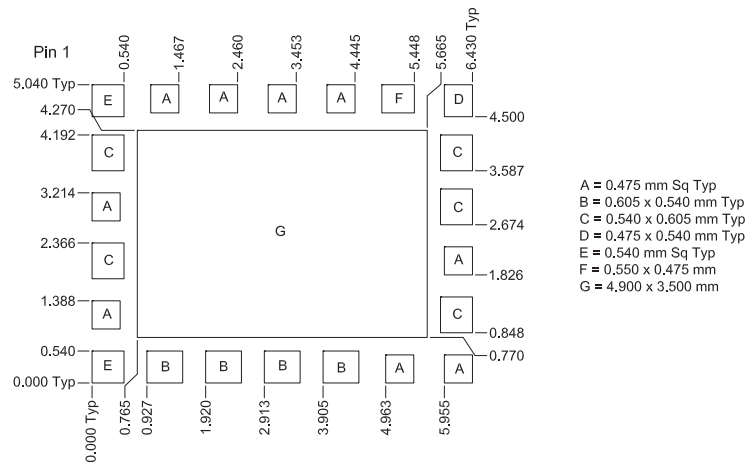 Pin 1
0.540
1.467
2.460
3.453
4.445
5.448
5.665
6.430 Typ
5.040 Typ
E
A
A
A
A
F
D
4.270
4.500
4.192
C
C
3.587
3.214
A
C
2.674
G
2.366
C
A
1.826
1.388
A
C
0.848
0.770
0.540
E
B
B
B
B
A
A
0.000 Typ
0.000 Typ
0.765
0.927
1.920
2.913
3.905
4.963
5.955
A = 0.475 mm Sq Typ
B = 0.605 x 0.540 mm Typ
C = 0.540 x 0.605 mm Typ
D = 0.475 x 0.540 mm Typ
E = 0.540 mm Sq Typ
F = 0.550 x 0.475 mm
G = 4.900 x 3.500 mm